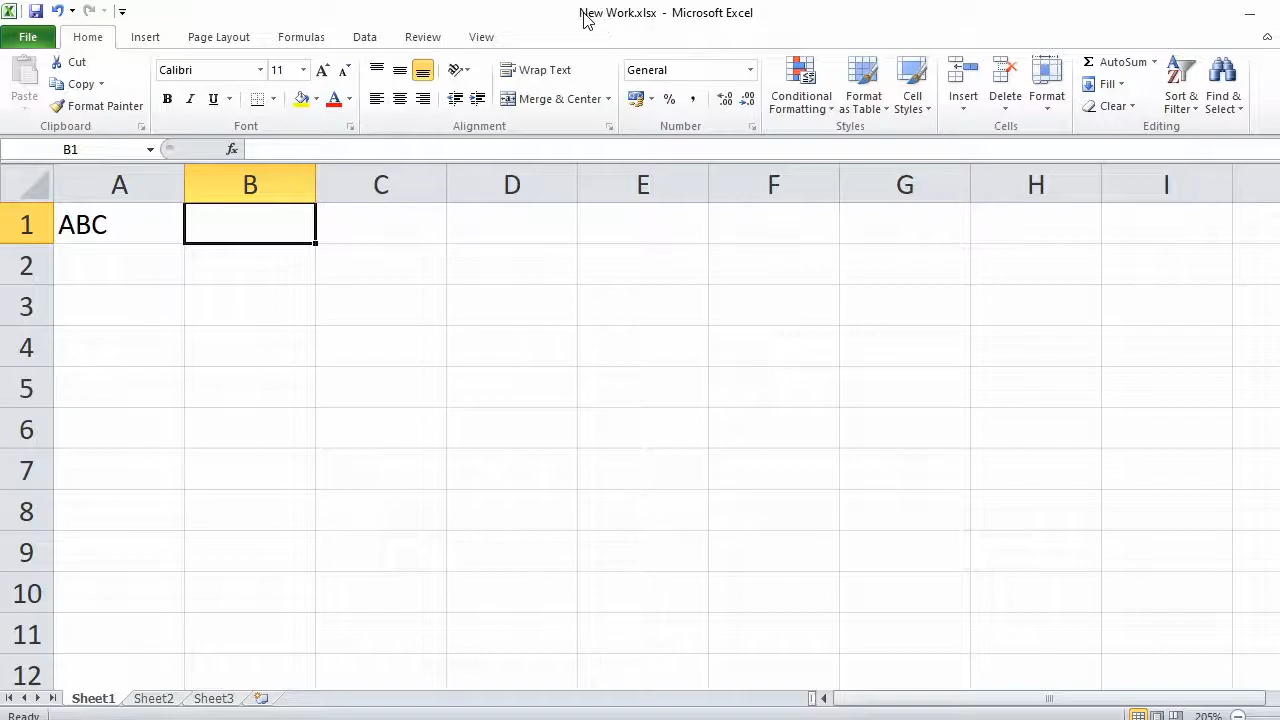 New Work.xlsx - Microsoft Excel
File Home Insert Page Layout Formulas Data Review View
Paste
Cut
Copy
Format Painter
Clipboard
Calibri 11
B I U
Font
Wrap Text
Merge & Center
Alignment
General
% ,
Number
Conditional Formatting
Format as Table
Cell Styles
Styles
Insert Delete Format
Cells
AutoSum
Fill
Clear
Sort & Filter
Find & Select
Editing
B1 fx
A B C D E F G H I
1 ABC
2
3
4
5
6
7
8
9
10
11
12
Sheet1 Sheet2 Sheet3
Ready 205%